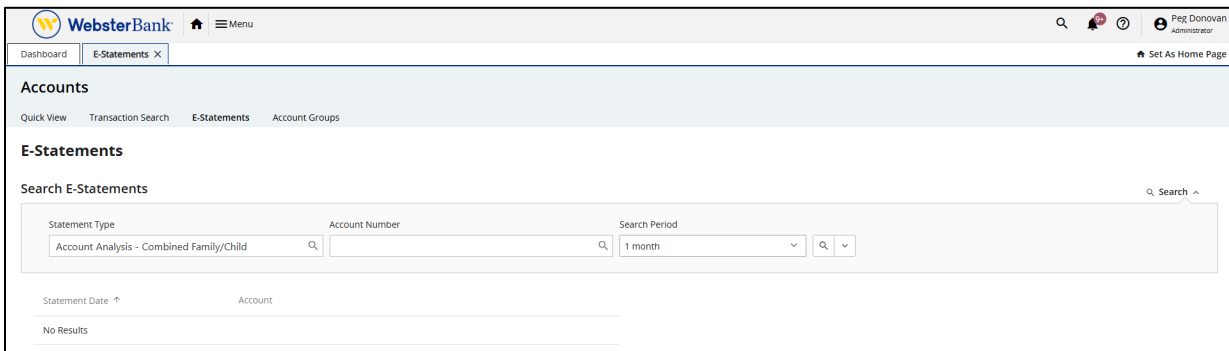 WebsterBank Menu 9+ Peg Donovan
Administrator
Dashboard E-Statements X Set As Home Page
Accounts
Quick View Transaction Search E-Statements Account Groups
E-Statements
Search E-Statements Search
Statement Type Account Number Search Period
Account Analysis - Combined Family/Child 1 month
Statement Date Account
No Results